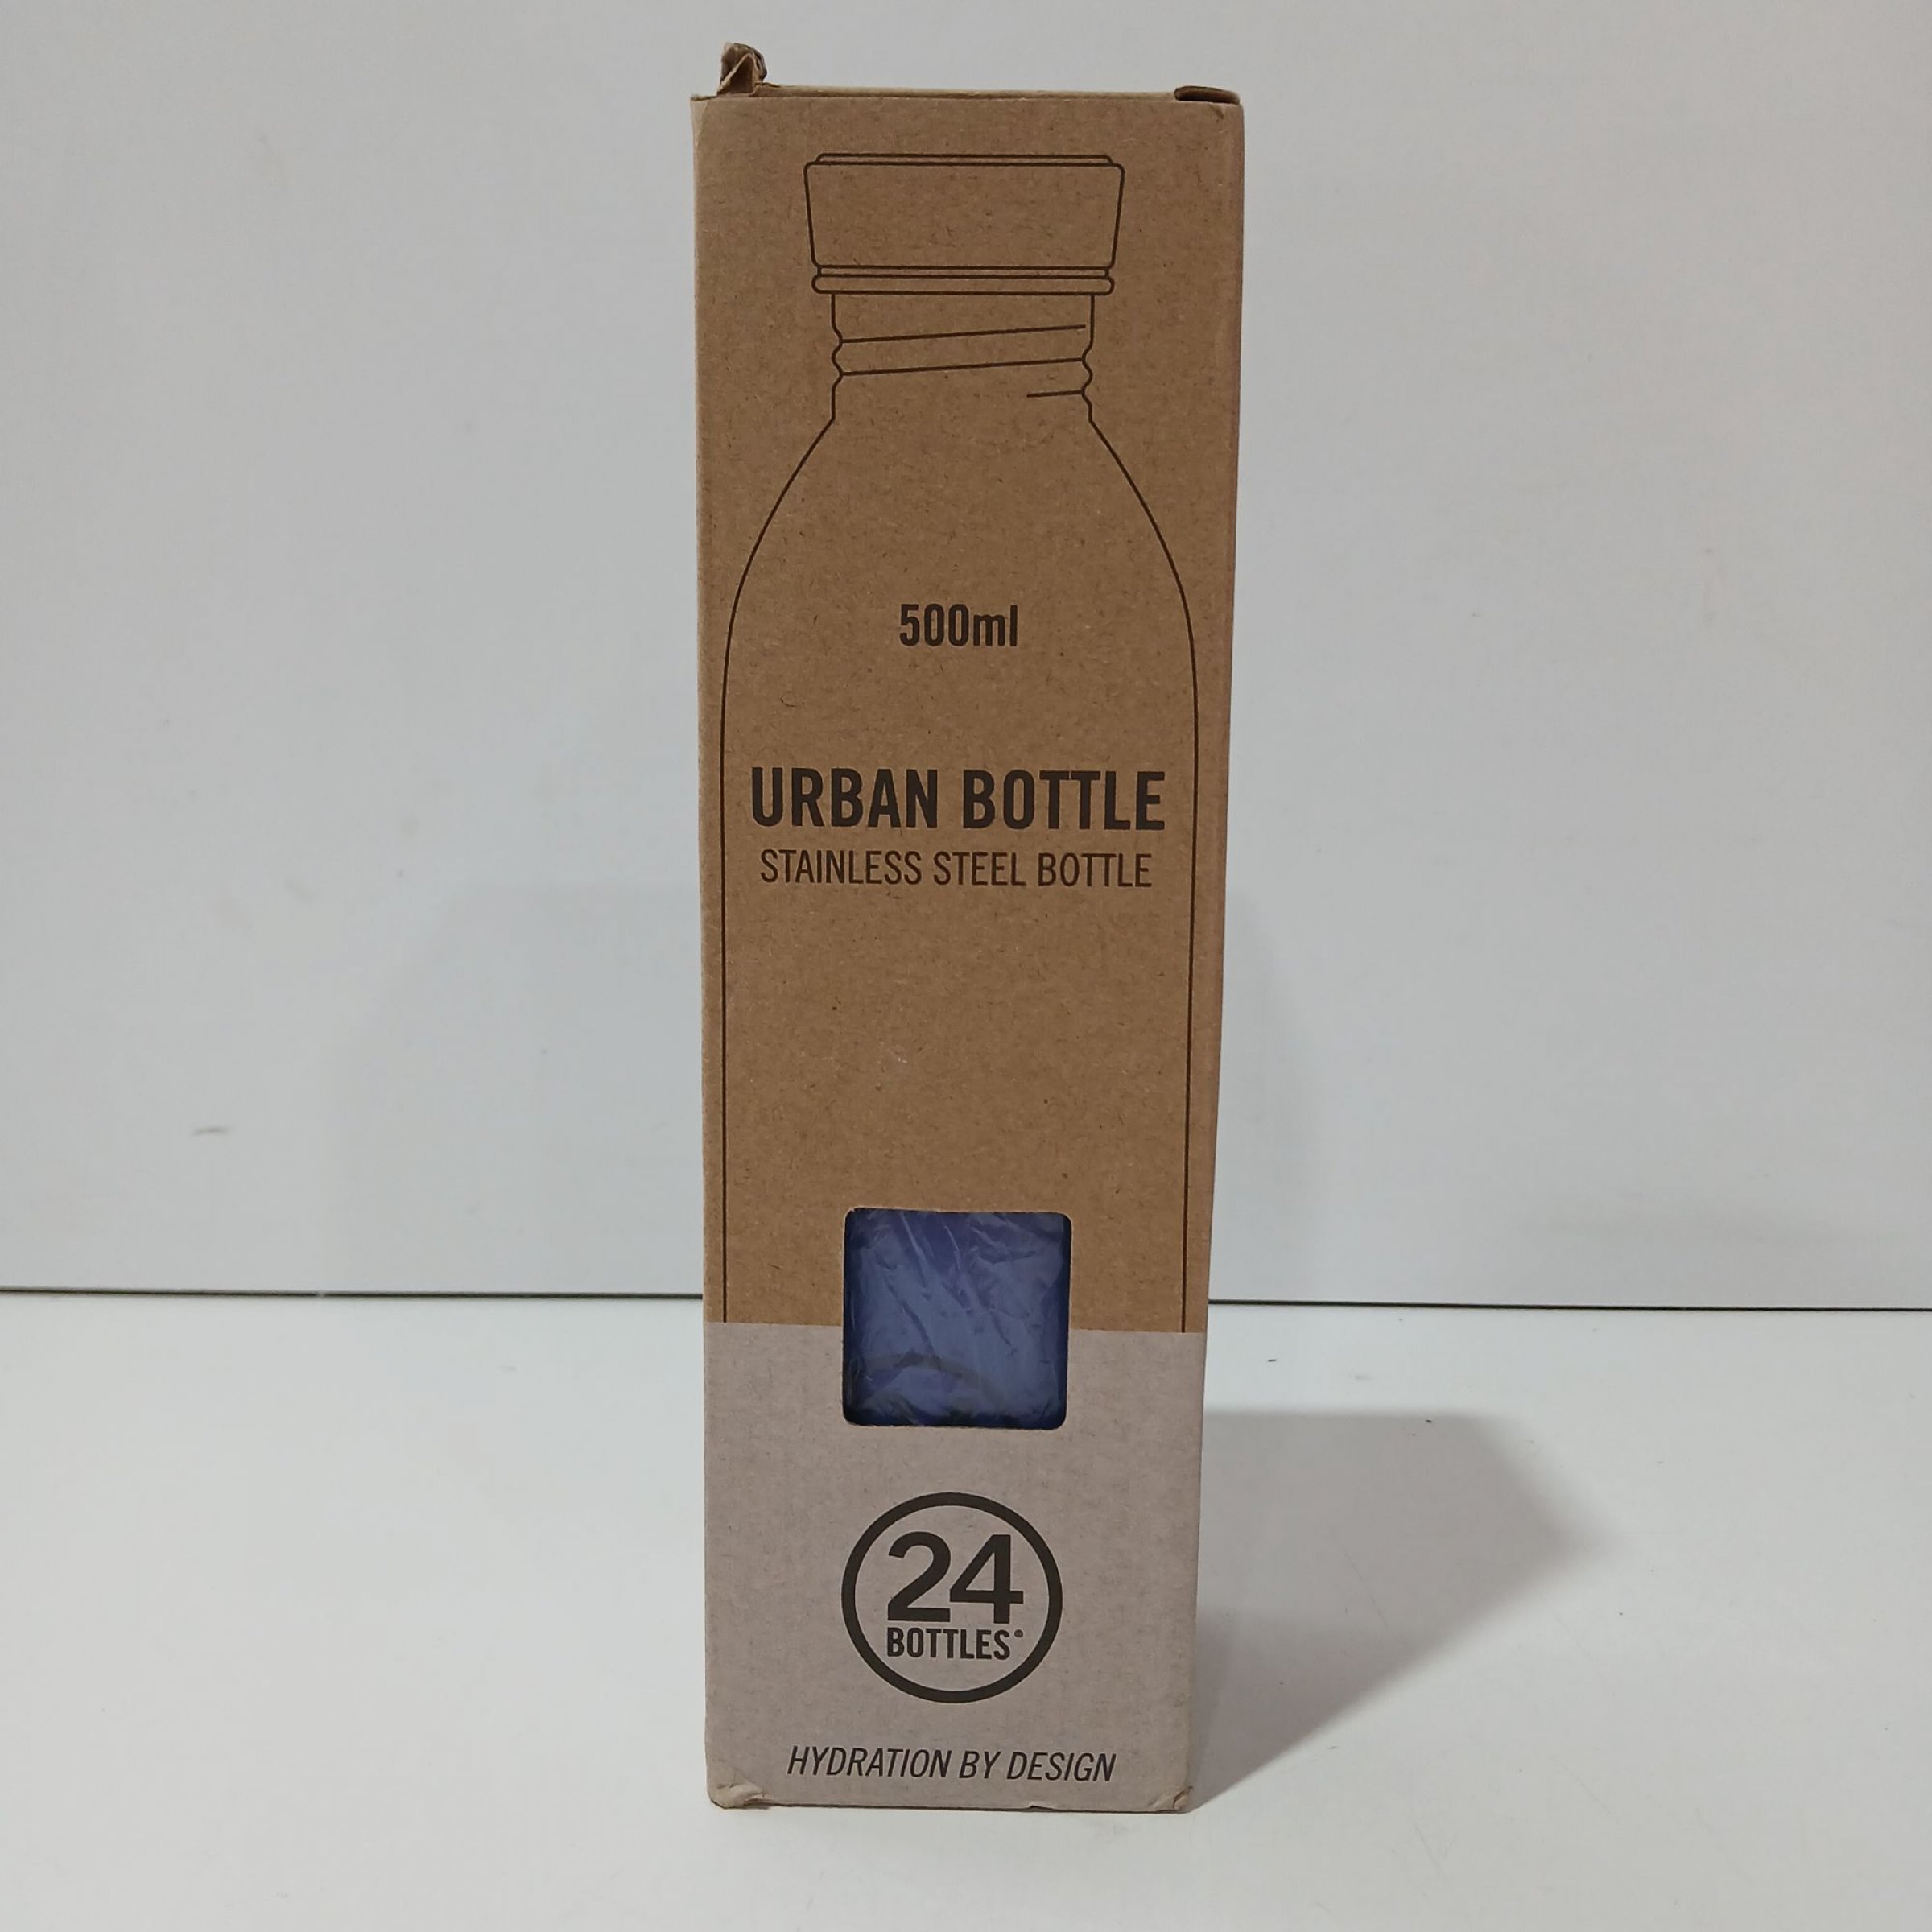 500ml
URBAN BOTTLE
STAINLESS STEEL BOTTLE
24
BOTTLES®
HYDRATION BY DESIGN